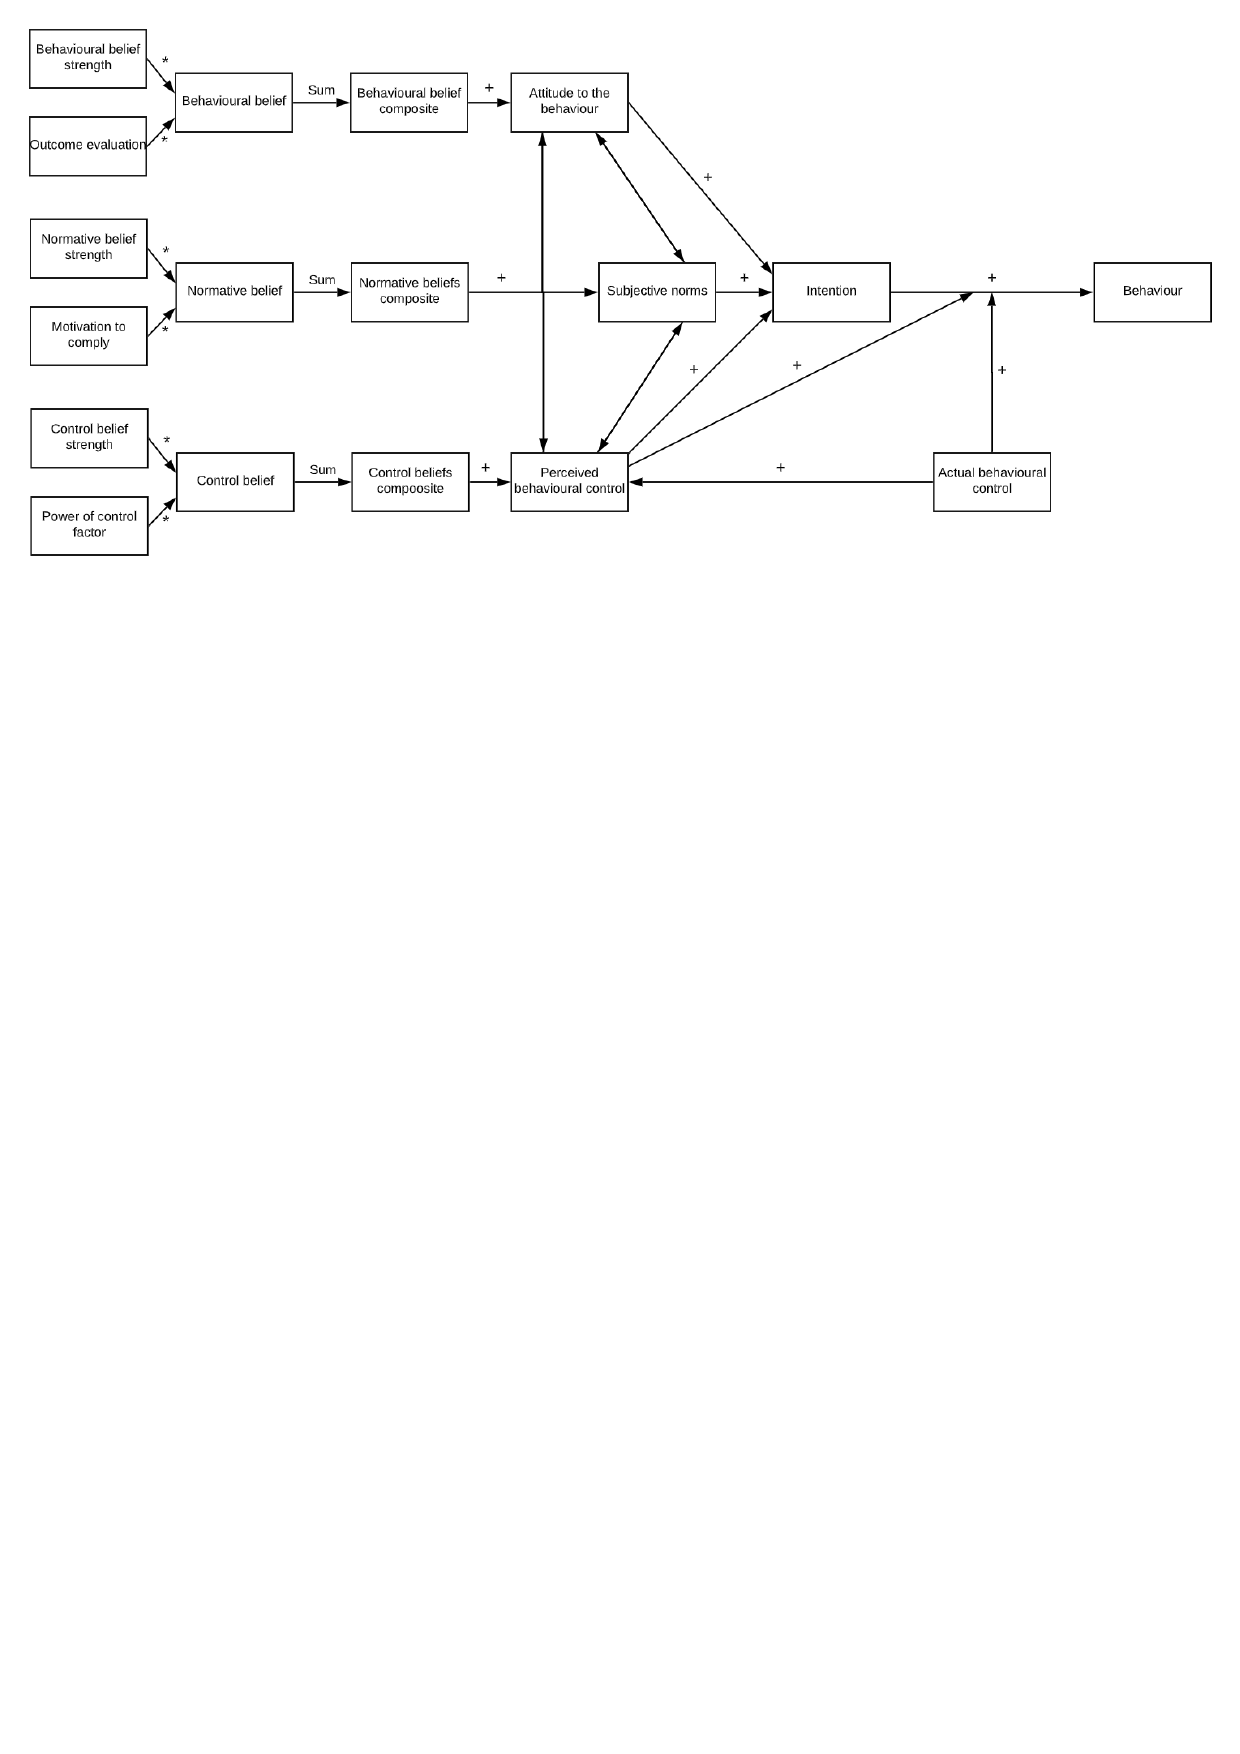 Behavioural belief
strength
*
Outcome evaluation
*
Behavioural belief
Sum
Behavioural belief
composite
+
Attitude to the
behaviour
+
Normative belief
strength
*
Motivation to
comply
*
Normative belief
Sum
Normative beliefs
composite
+
Subjective norms
+
Intention
+
Behaviour
Control belief
strength
*
Power of control
factor
*
Control belief
Sum
Control beliefs
compoosite
+
Perceived
behavioural control
+
+
+
Actual behavioural
control
+